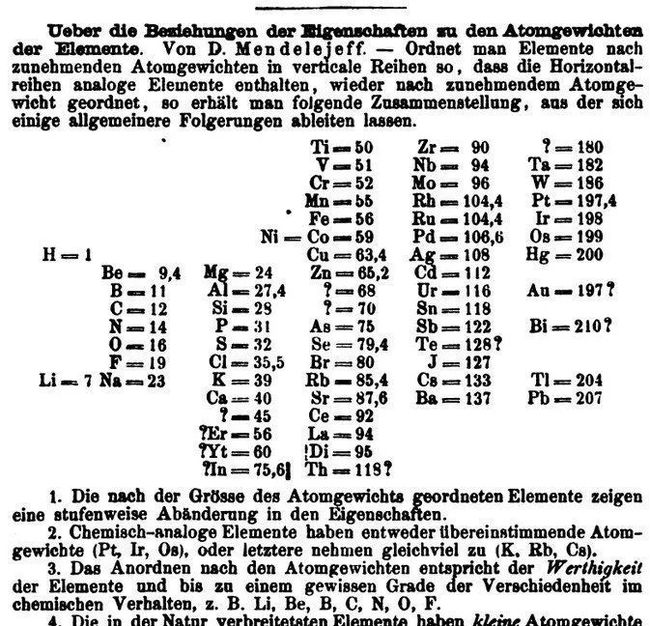 Ueber die Beziehungen der Eigenschaften zu den Atomgewichten
der Elemente. Von D. Mendelejeff. — Ordnet man Elemente nach
zunehmenden Atomgewichten in verticale Reihen so, dass die Horizontal-
reihen analoge Elemente enthalten, wieder nach zunehmendem Atomge-
wicht geordnet, so erhält man folgende Zusammenstellung, aus der sich
einige allgemeinere Folgerungen ableiten lassen.
Ti = 50 Zr = 90 ? = 180
V = 51 Nb = 94 Ta = 182
Cr = 52 Mo = 96 W = 186
Mn = 55 Rh = 104,4 Pt = 197,4
Fe = 56 Ru = 104,4 Ir = 198
Ni = Co = 59 Pd = 106,6 Os = 199
H = 1 Cu = 63,4 Ag = 108 Hg = 200
Be = 9,4 Mg = 24 Zn = 65,2 Cd = 112
B = 11 Al = 27,4 ? = 68 Ur = 116 Au = 197?
C = 12 Si = 28 ? = 70 Sn = 118
N = 14 P = 31 As = 75 Sb = 122 Bi = 210?
O = 16 S = 32 Se = 79,4 Te = 128?
F = 19 Cl = 35,5 Br = 80 J = 127
Li = 7 Na = 23 K = 39 Rb = 85,4 Cs = 133 Tl = 204
Ca = 40 Sr = 87,6 Ba = 137 Pb = 207
? = 45 Ce = 92
?Er = 56 La = 94
?Yt = 60 Di = 95
?In = 75,6 Th = 118?
1. Die nach der Grösse des Atomgewichts geordneten Elemente zeigen
eine stufenweise Abänderung in den Eigenschaften.
2. Chemisch-analoge Elemente haben entweder übereinstimmende Atom-
gewichte (Pt, Ir, Os), oder letztere nehmen gleichviel zu (K, Rb, Cs).
3. Das Anordnen nach den Atomgewichten entspricht der Werthigkeit
der Elemente und bis zu einem gewissen Grade der Verschiedenheit im
chemischen Verhalten, z. B. Li, Be, B, C, N, O, F.
4. Die in der Natur verbreitetsten Elemente haben kleine Atomgewichte